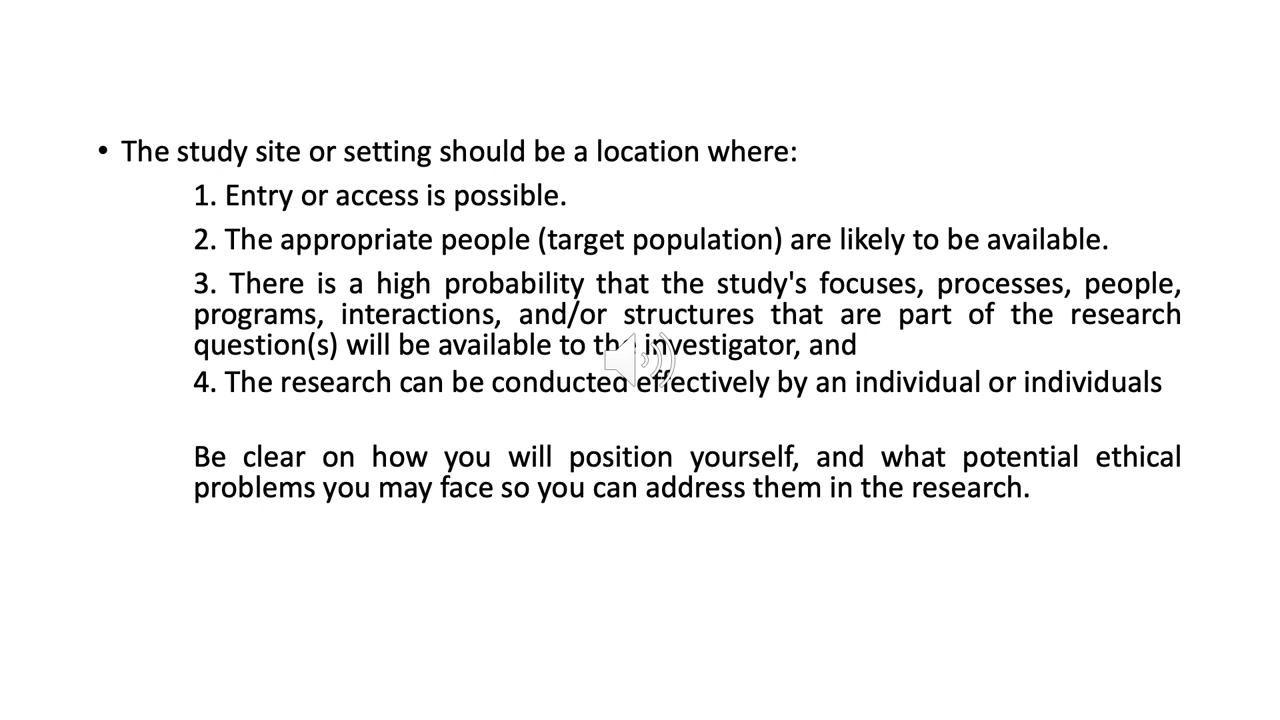 • The study site or setting should be a location where:
1. Entry or access is possible.
2. The appropriate people (target population) are likely to be available.
3. There is a high probability that the study's focuses, processes, people,
programs, interactions, and/or structures that are part of the research
question(s) will be available to the investigator, and
4. The research can be conducted effectively by an individual or individuals
Be clear on how you will position yourself, and what potential ethical
problems you may face so you can address them in the research.